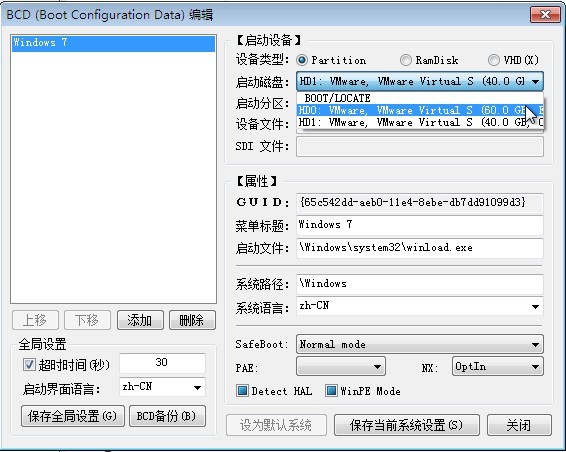 BCD (Boot Configuration Data) 编辑
Windows 7
上移
下移
添加
删除
全局设置
超时时间(秒) 30
启动界面语言: zh-CN
保存全局设置(G)
BCD备份(B)
【启动设备】
设备类型: Partition RamDisk VHD(X)
启动磁盘: HD1: VMware, VMware Virtual S (40.0 G
启动分区:
BOOT/LOCATE
HD0: VMware, VMware Virtual S (60.0 GB,
HD1: VMware, VMware Virtual S (40.0 GB, C
设备文件:
SDI 文件:
【属性】
GUID: {65c542dd-aeb0-11e4-8ebe-db7dd91099d3}
菜单标题: Windows 7
启动文件: \Windows\system32\winload.exe
系统路径: \Windows
系统语言: zh-CN
SafeBoot: Normal mode
PAE: NX: OptIn
Detect HAL WinPE Mode
设为默认系统
保存当前系统设置(S)
关闭